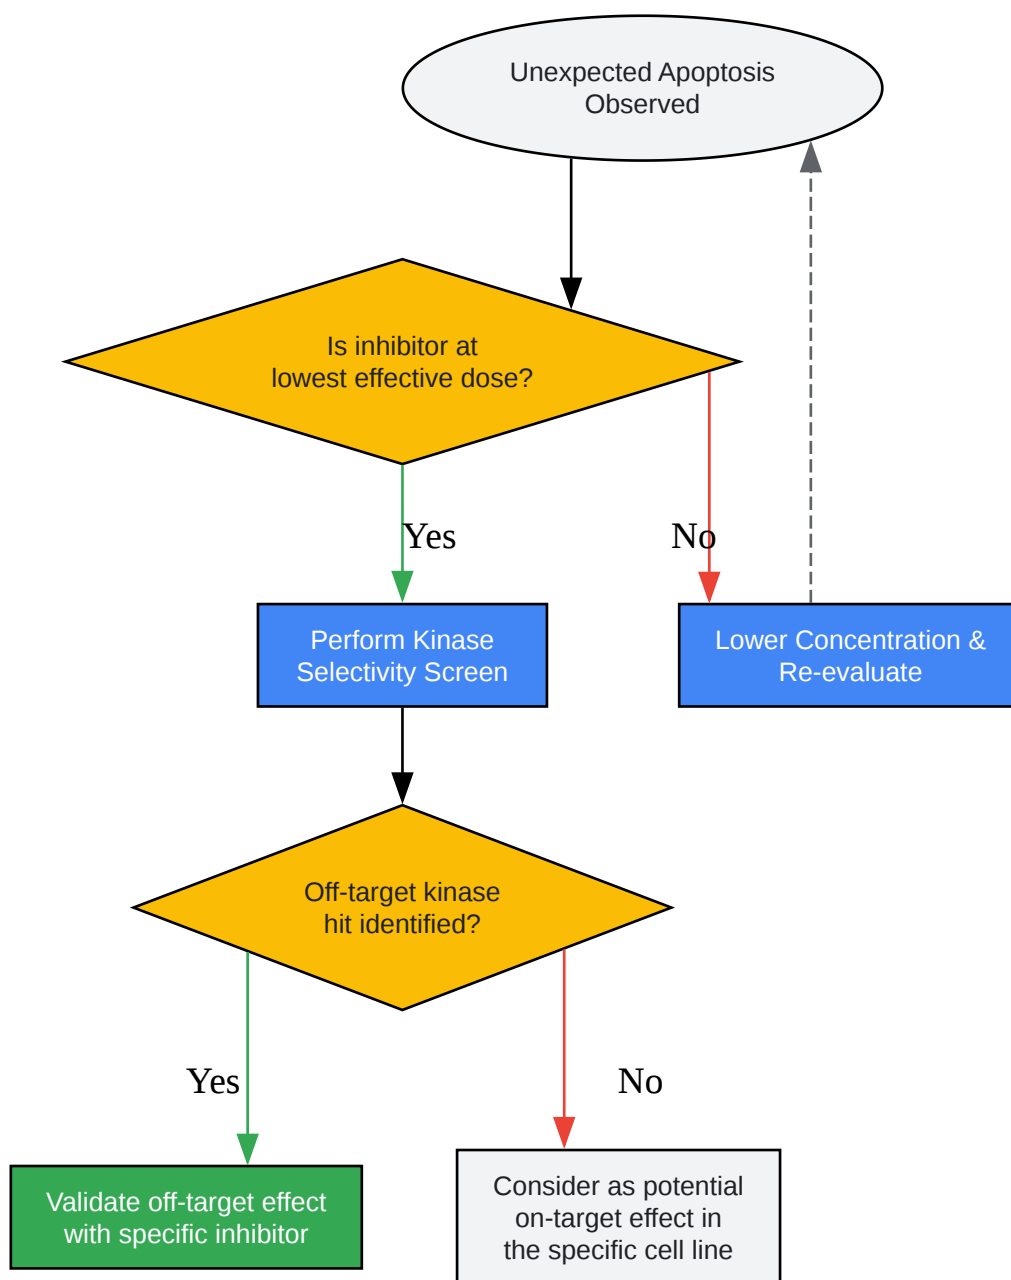 Unexpected Apoptosis
Observed
Is inhibitor at
lowest effective dose?
Yes
No
Perform Kinase
Selectivity Screen
Lower Concentration &
Re-evaluate
Off-target kinase
hit identified?
Yes
No
Validate off-target effect
with specific inhibitor
Consider as potential
on-target effect in
the specific cell line